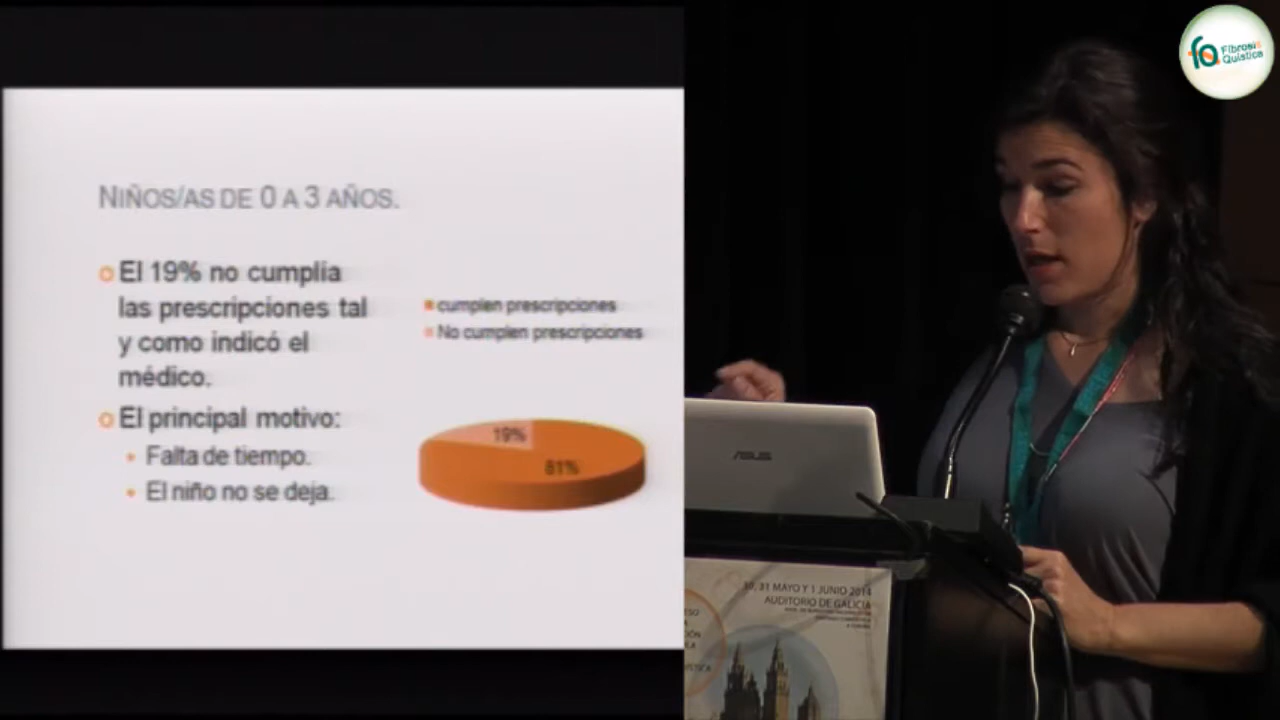 NIÑOS/AS DE 0 A 3 AÑOS.
El 19% no cumplía
las prescripciones tal
y como indicó el
médico.
El principal motivo:
Falta de tiempo.
El niño no se deja.
cumplen prescripciones
No cumplen prescripciones
19%
81%
fq Fibrosis
Quística
ASUS
30, 31 MAYO Y 1 JUNIO 2014
AUDITORIO DE GALICIA